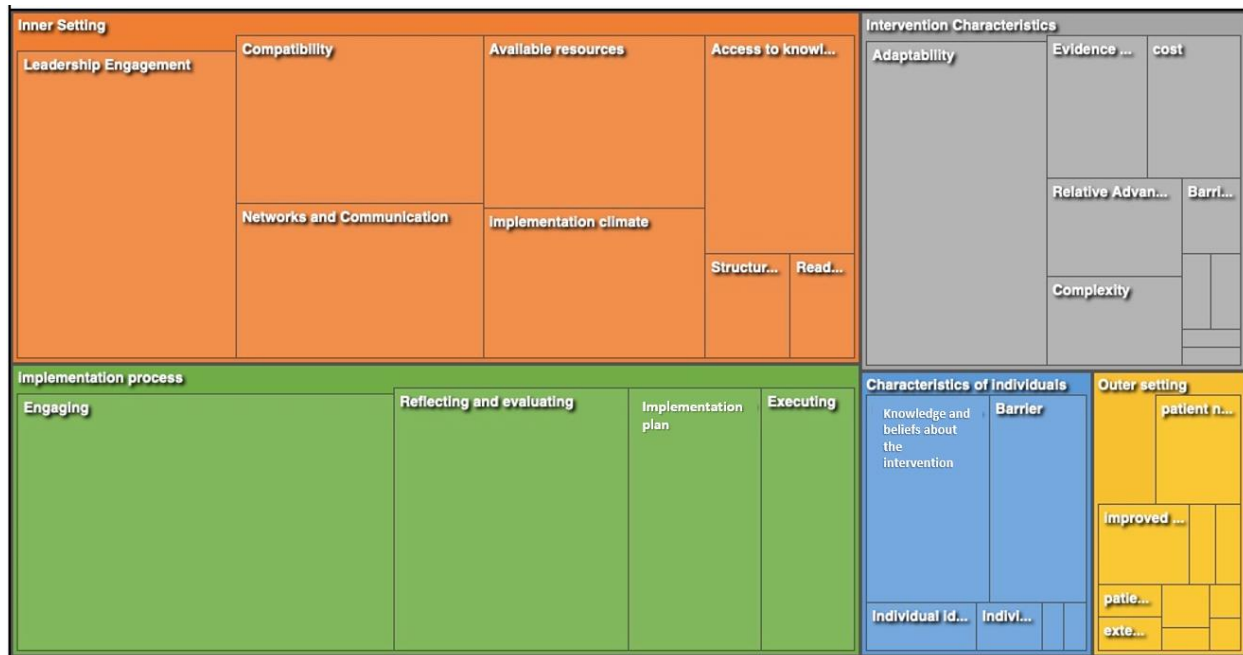 Inner Setting
Leadership Engagement
Compatibility
Available resources
Access to knowl...
Networks and Communication
Implementation climate
Structur...
Read...
Intervention Characteristics
Adaptability
Evidence ...
cost
Relative Advan...
Barri...
Complexity
Implementation process
Engaging
Reflecting and evaluating
Implementation
plan
Executing
Characteristics of individuals
Knowledge and
beliefs about
the
intervention
Barrier
Individual id...
Indivi...
Outer setting
patient n...
improved ...
patie...
exte...